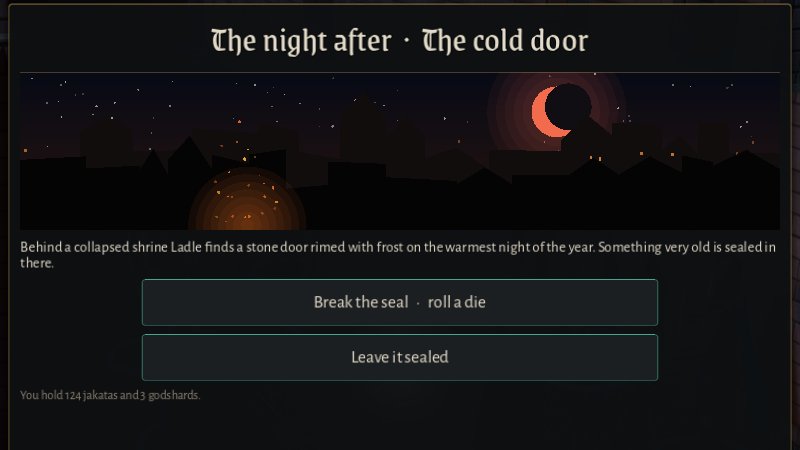 The night after · The cold door
Behind a collapsed shrine Ladle finds a stone door rimed with frost on the warmest night of the year. Something very old is sealed in
there.
Break the seal · roll a die
Leave it sealed
You hold 124 jakatas and 3 godshards.